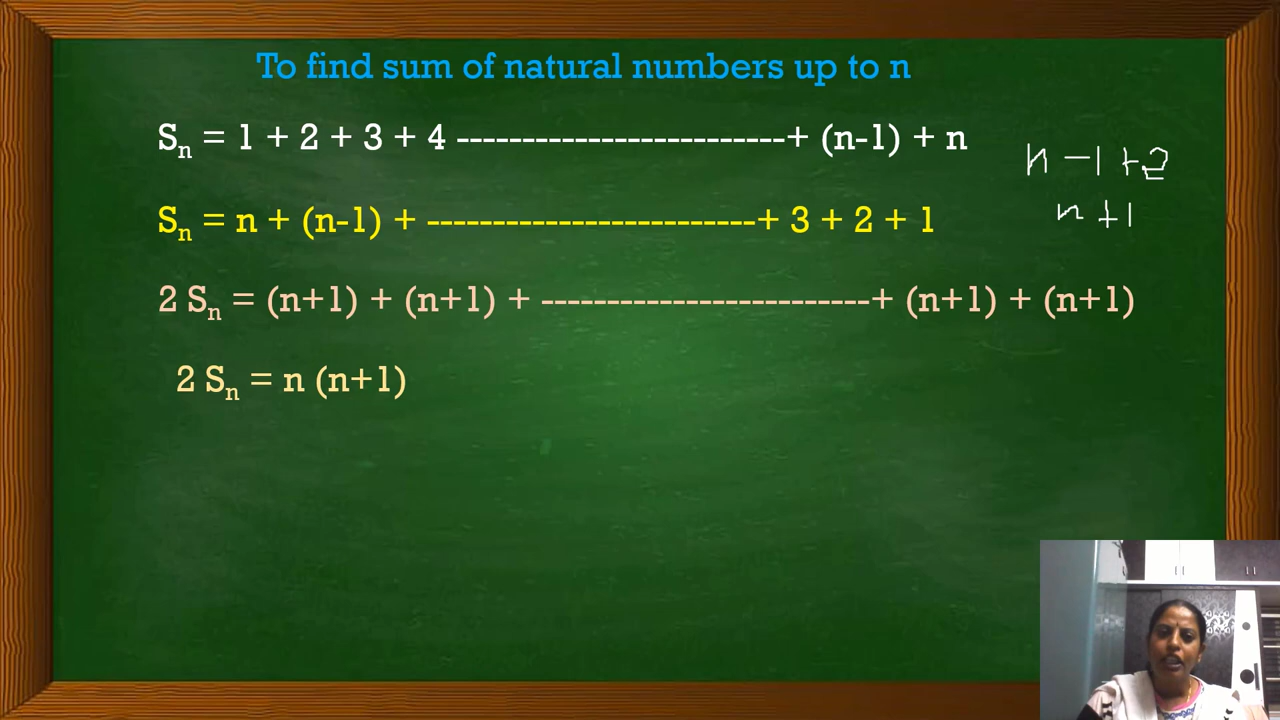 To find sum of natural numbers up to n
Sn = 1 + 2 + 3 + 4 -------------------------+ (n-1) + n
n - 1 + 2
Sn = n + (n-1) + -------------------------+ 3 + 2 + 1
n + 1
2 Sn = (n+1) + (n+1) + -------------------------+ (n+1) + (n+1)
2 Sn = n (n+1)